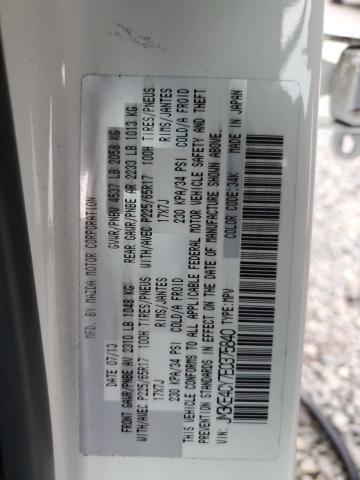 MFD. BY MAZDA MOTOR CORPORATION
DATE 07/13 GVWR/PNBV 4537 LB 2058 KG
FRONT GAWR/PNBE AV 2310 LB 1048 KG REAR GAWR/PNBE AR 2233 LB 1013 KG
WITH/AVEC P225/65R17 100H TIRES/PNEUS WITH/AVEC P225/65R17 100H TIRES/PNEUS
17X7J RIMS/JANTES 17X7J RIMS/JANTES
230 KPA/34 PSI COLD/A FROID 230 KPA/34 PSI COLD/A FROID
THIS VEHICLE CONFORMS TO ALL APPLICABLE FEDERAL MOTOR VEHICLE SAFETY AND THEFT
PREVENTION STANDARDS IN EFFECT ON THE DATE OF MANUFACTURE SHOWN ABOVE.
COLOR CODE:34K MADE IN JAPAN
VIN: JM3KE4CY7E0375840 TYPE:MPV